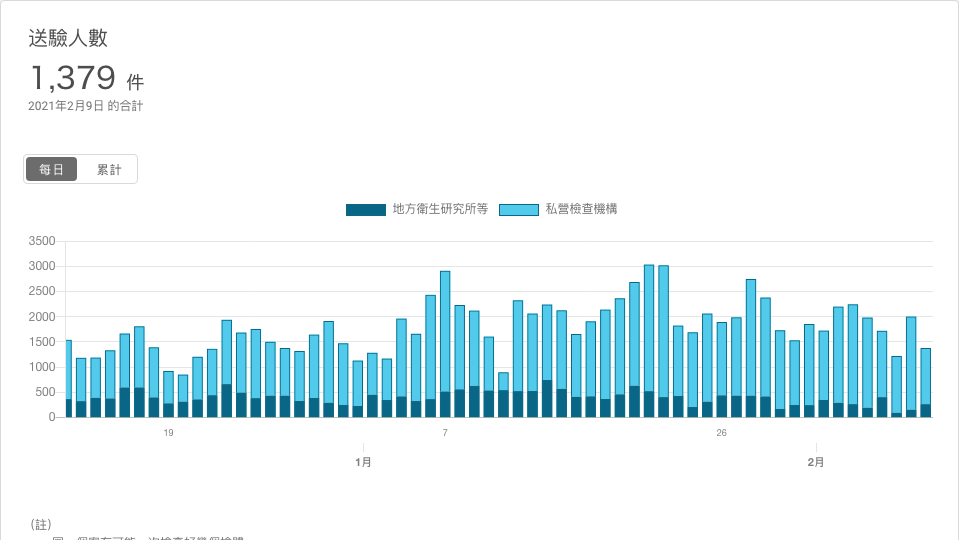 送驗人數
1,379 件
2021年2月9日 的合計
每日 累計
地方衛生研究所等 私營檢查機構
3500
3000
2500
2000
1500
1000
500
0
19 7 26
1月 2月
（註）